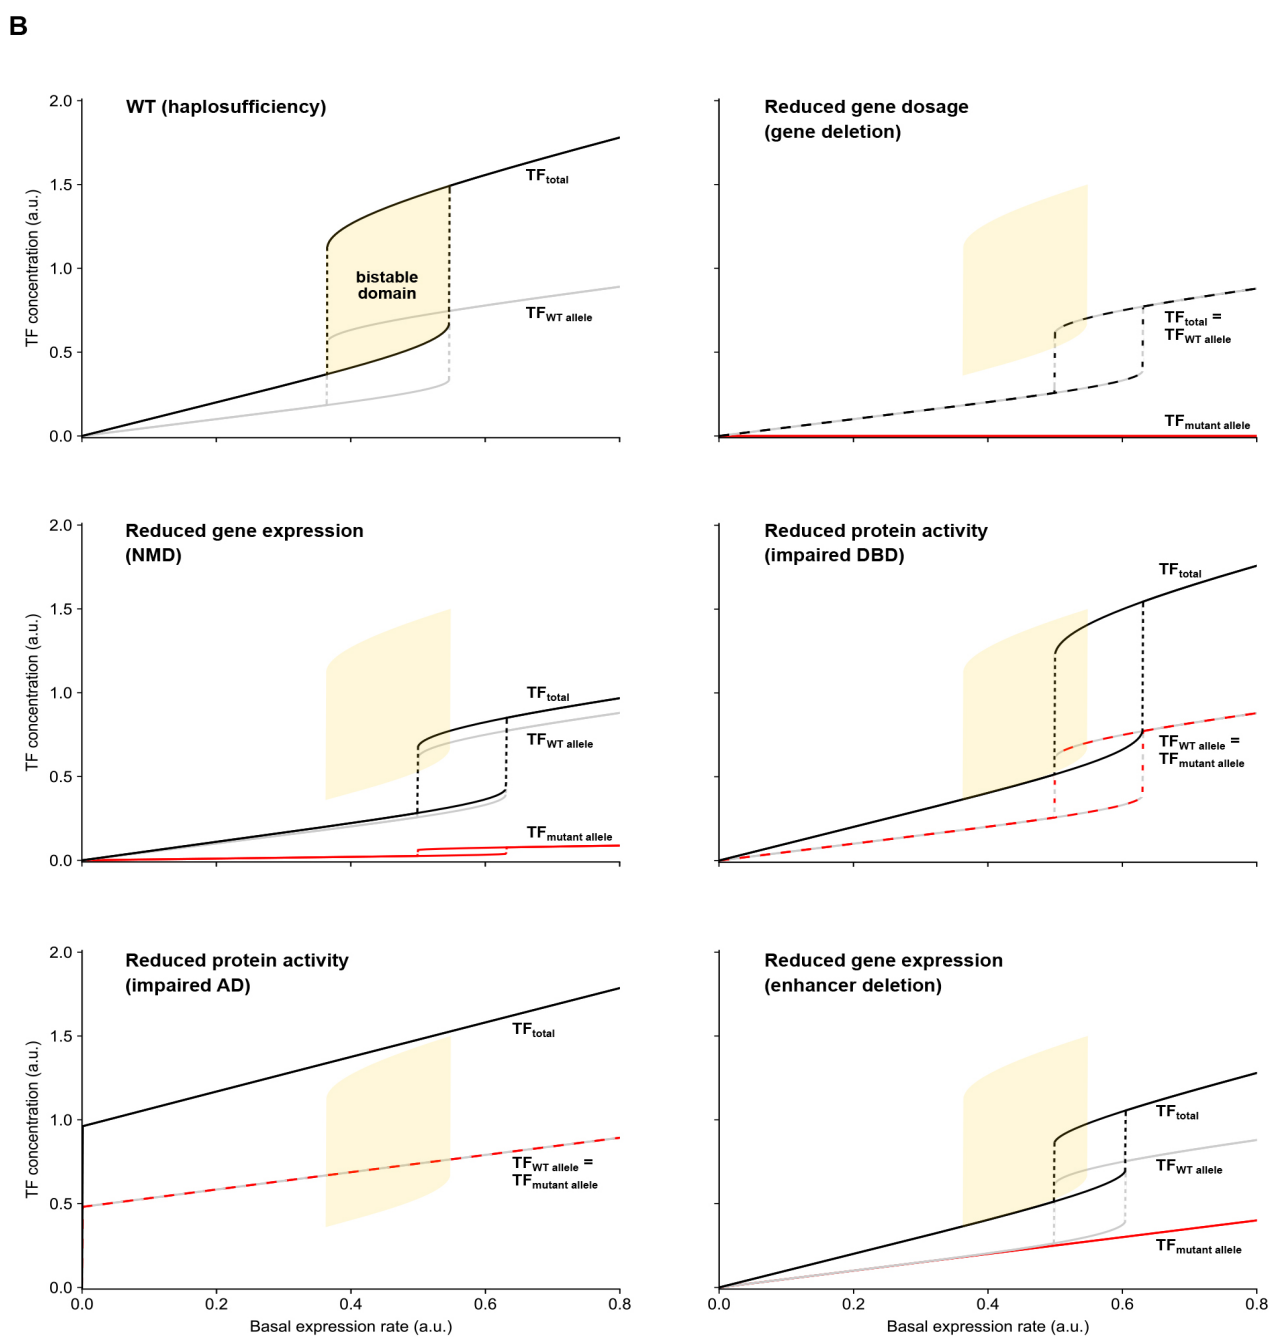 B
WT (haplosufficiency)
2.0
1.5
1.0
0.5
0.0
TF concentration (a.u.)
TFtotal
bistable
domain
TFWT allele
Reduced gene dosage
(gene deletion)
TFtotal =
TFWT allele
TFmutant allele
Reduced gene expression
(NMD)
2.0
1.5
1.0
0.5
0.0
TF concentration (a.u.)
TFtotal
TFWT allele
TFmutant allele
Reduced protein activity
(impaired DBD)
TFtotal
TFWT allele =
TFmutant allele
Reduced protein activity
(impaired AD)
2.0
1.5
1.0
0.5
0.0
TF concentration (a.u.)
TFtotal
TFWT allele =
TFmutant allele
0.0 0.2 0.4 0.6 0.8
Basal expression rate (a.u.)
Reduced gene expression
(enhancer deletion)
TFtotal
TFWT allele
TFmutant allele
0.0 0.2 0.4 0.6 0.8
Basal expression rate (a.u.)